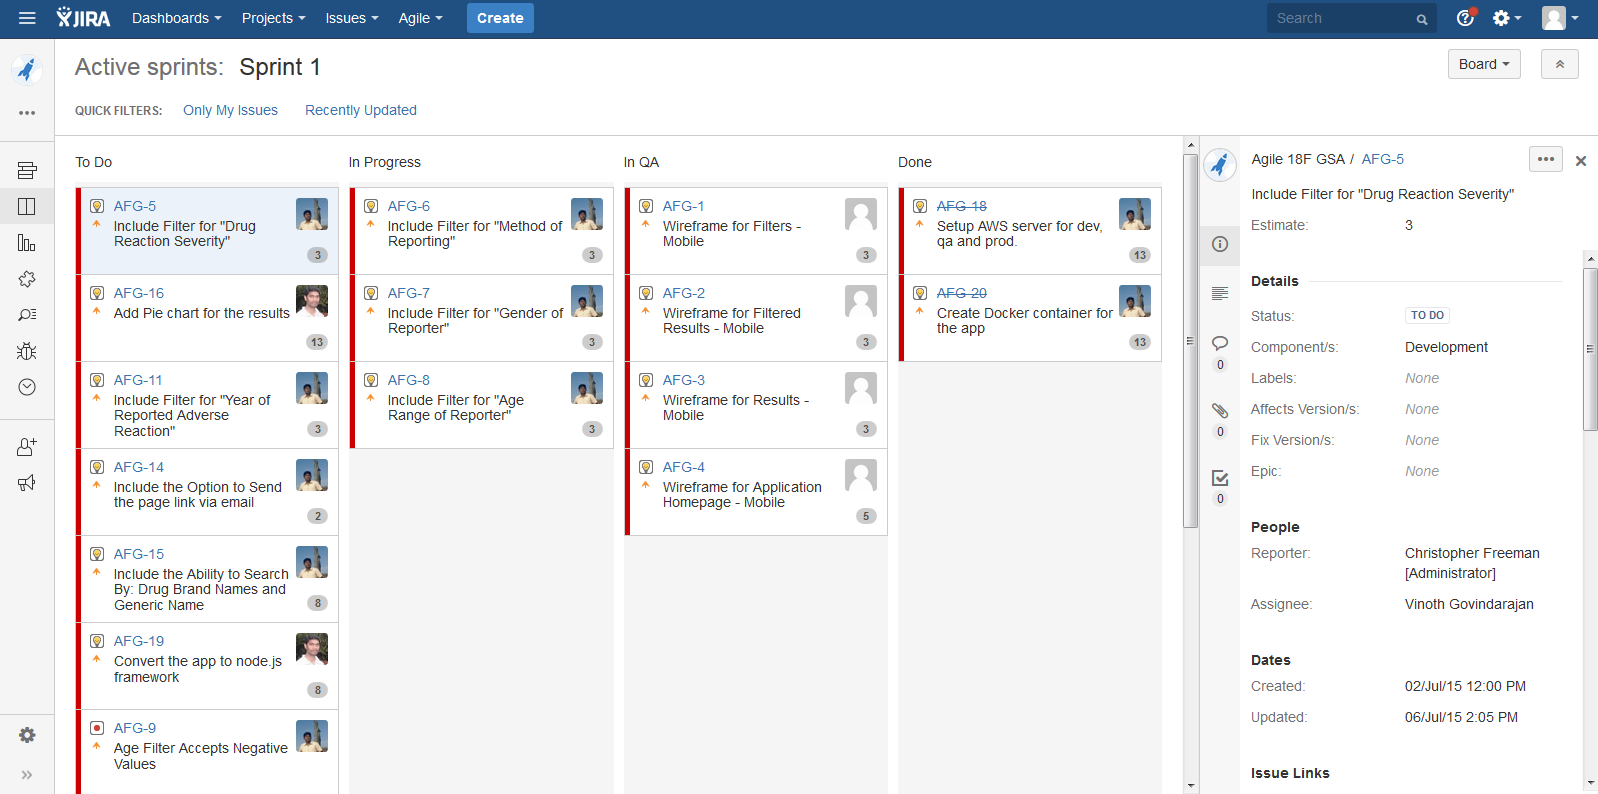 JIRA Dashboards Projects Issues Agile Create Search
Active sprints: Sprint 1
Board
QUICK FILTERS: Only My Issues Recently Updated
To Do
AFG-5
Include Filter for "Drug
Reaction Severity"
3
AFG-16
Add Pie chart for the results
13
AFG-11
Include Filter for "Year of
Reported Adverse
Reaction"
3
AFG-14
Include the Option to Send
the page link via email
2
AFG-15
Include the Ability to Search
By: Drug Brand Names and
Generic Name
8
AFG-19
Convert the app to node.js
framework
8
AFG-9
Age Filter Accepts Negative
Values
In Progress
AFG-6
Include Filter for "Method of
Reporting"
3
AFG-7
Include Filter for "Gender of
Reporter"
3
AFG-8
Include Filter for "Age
Range of Reporter"
3
In QA
AFG-1
Wireframe for Filters -
Mobile
3
AFG-2
Wireframe for Filtered
Results - Mobile
3
AFG-3
Wireframe for Results -
Mobile
3
AFG-4
Wireframe for Application
Homepage - Mobile
5
Done
AFG-18
Setup AWS server for dev,
qa and prod.
13
AFG-20
Create Docker container for
the app
13
0
0
0
Agile 18F GSA / AFG-5
Include Filter for "Drug Reaction Severity"
Estimate: 3
Details
Status: TO DO
Component/s: Development
Labels: None
Affects Version/s: None
Fix Version/s: None
Epic: None
People
Reporter: Christopher Freeman
[Administrator]
Assignee: Vinoth Govindarajan
Dates
Created: 02/Jul/15 12:00 PM
Updated: 06/Jul/15 2:05 PM
Issue Links